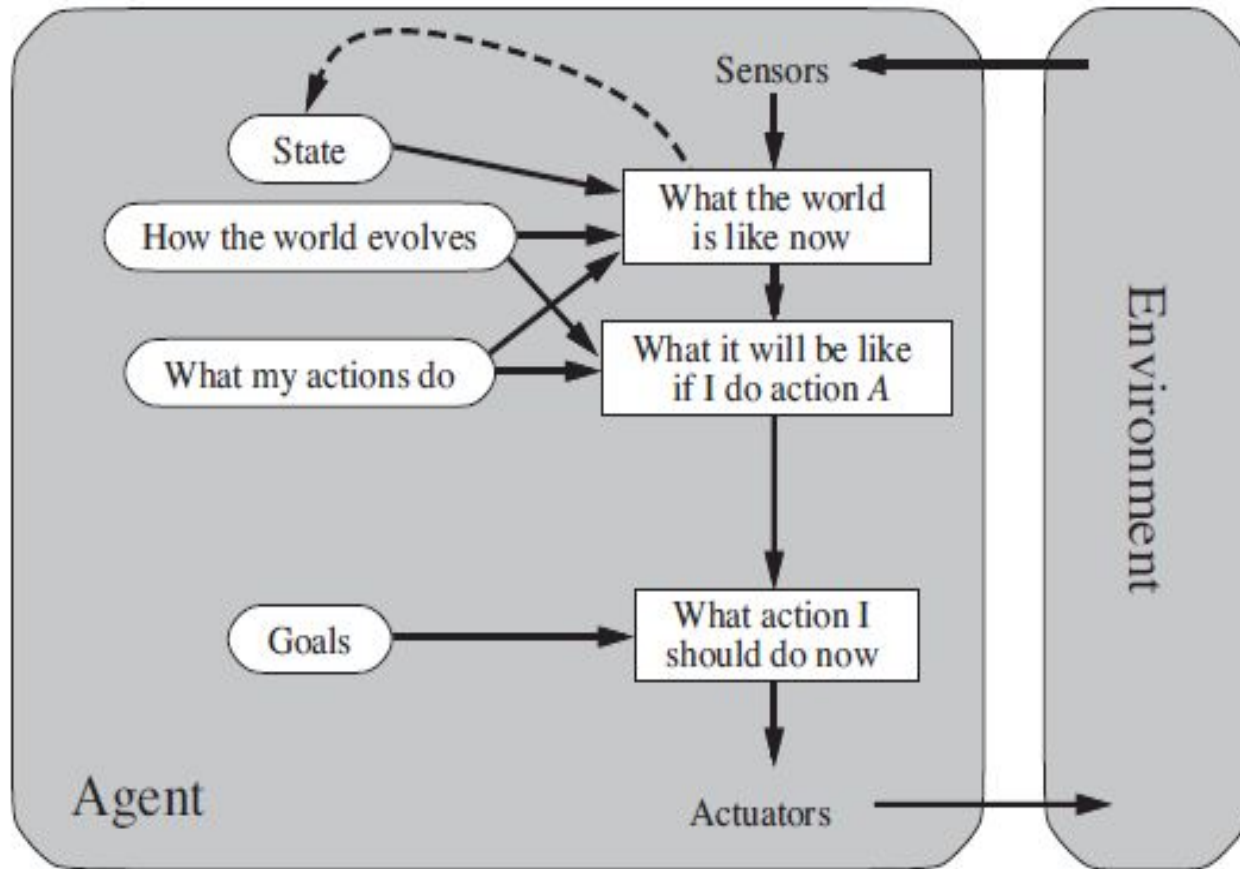 Sensors
State
What the world
is like now
How the world evolves
What it will be like
if I do action A
What my actions do
Environment
Goals
What action I
should do now
Agent
Actuators